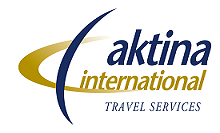 aktina
international
TRAVEL SERVICES